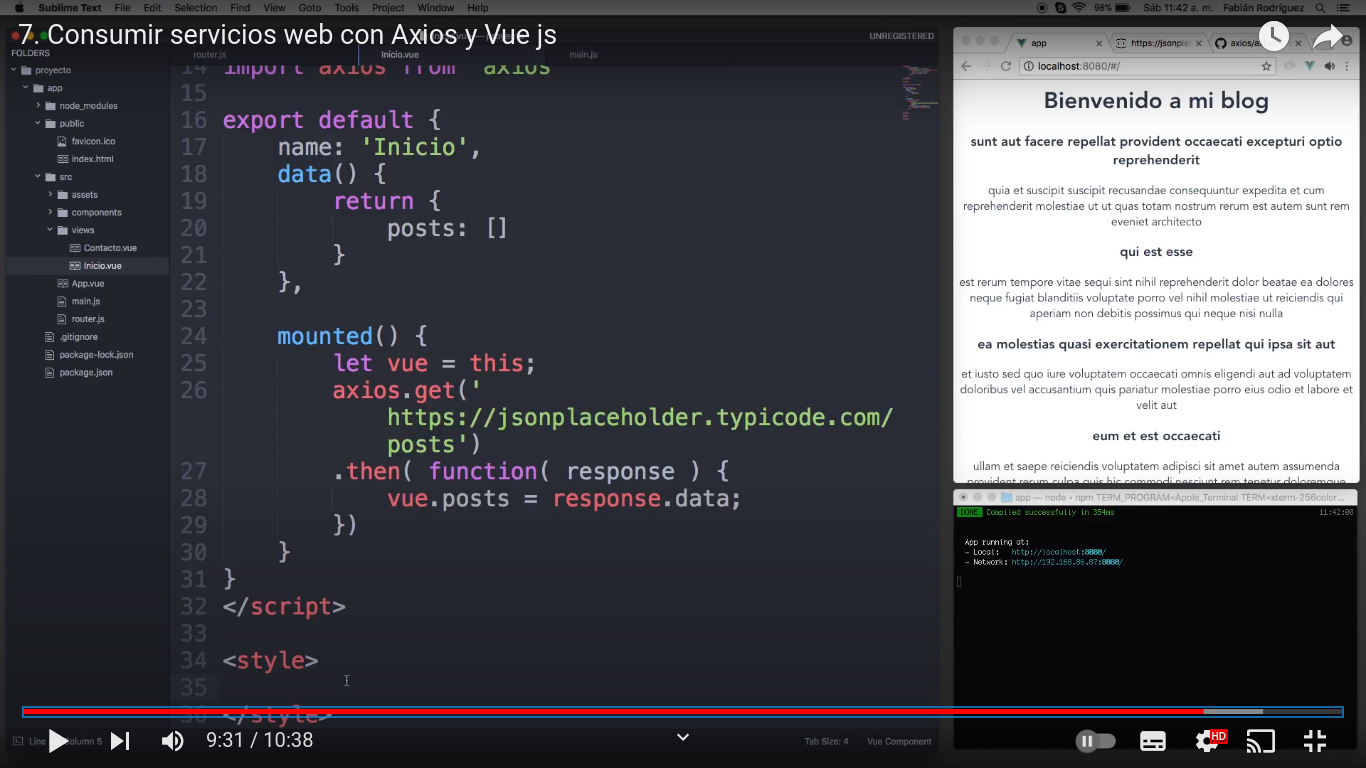 Sublime Text File Edit Selection Find View Goto Tools Project Window Help
98% Sáb 11:42 a. m. Fabián Rodríguez
7. Consumir servicios web con Axios y Vue js
UNREGISTERED
FOLDERS
proyecto
app
node_modules
public
favicon.ico
index.html
src
assets
components
views
Contacto.vue
Inicio.vue
App.vue
main.js
router.js
.gitignore
package-lock.json
package.json
router.js Inicio.vue main.js
14 import axios from 'axios'
15
16 export default {
17 name: 'Inicio',
18 data() {
19 return {
20 posts: []
21 }
22 },
23
24 mounted() {
25 let vue = this;
26 axios.get('
https://jsonplaceholder.typicode.com/
posts')
27 .then( function( response ) {
28 vue.posts = response.data;
29 })
30 }
31 }
32 </script>
33
34 <style>
35
36 </style>
app https://jsonplac axios/a
localhost:8080/#/
Bienvenido a mi blog
sunt aut facere repellat provident occaecati excepturi optio
reprehenderit
quia et suscipit suscipit recusandae consequuntur expedita et cum
reprehenderit molestiae ut ut quas totam nostrum rerum est autem sunt rem
eveniet architecto
qui est esse
est rerum tempore vitae sequi sint nihil reprehenderit dolor beatae ea dolores
neque fugiat blanditiis voluptate porro vel nihil molestiae ut reiciendis qui
aperiam non debitis possimus qui neque nisi nulla
ea molestias quasi exercitationem repellat qui ipsa sit aut
et iusto sed quo iure voluptatem occaecati omnis eligendi aut ad voluptatem
doloribus vel accusantium quis pariatur molestiae porro eius odio et labore et
velit aut
eum et est occaecati
ullam et saepe reiciendis voluptatem adipisci sit amet autem assumenda
provident rerum culpa quis hic commodi nesciunt rem tenetur doloremque
app — node ◂ npm TERM_PROGRAM=Apple_Terminal TERM=xterm-256color...
DONE Compiled successfully in 354ms 11:42:00
App running at:
- Local: http://localhost:8080/
- Network: http://192.168.86.87:8080/
9:31 / 10:38
HD
Line Column 5
Tab Size: 4 Vue Component